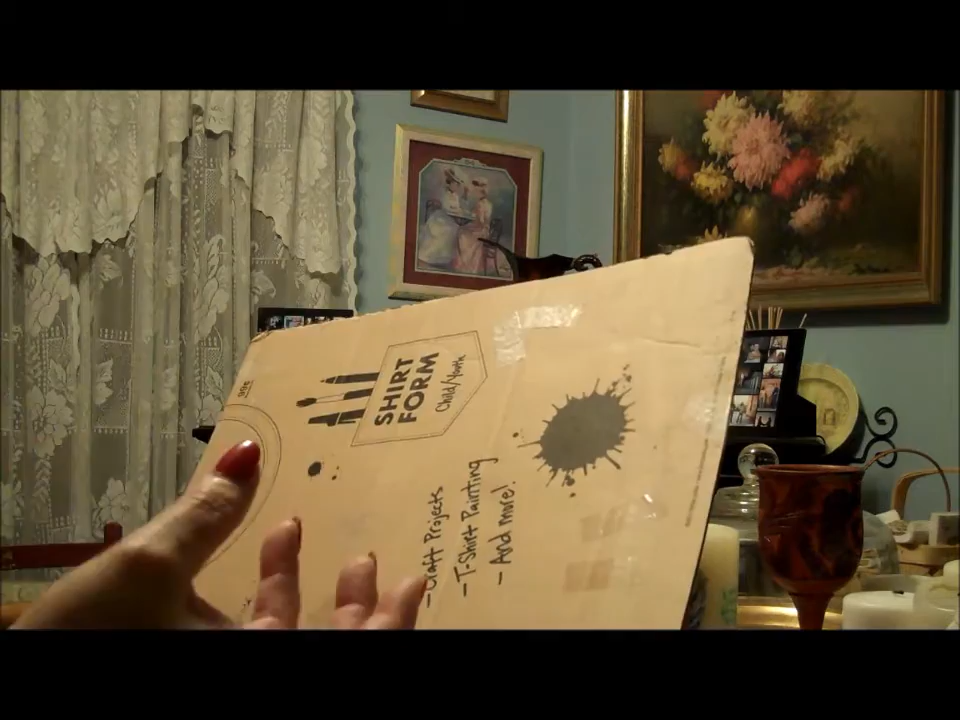 SHIRT
FORM
Child/Youth
-Craft Projects
-T-Shirt Painting
-And more!